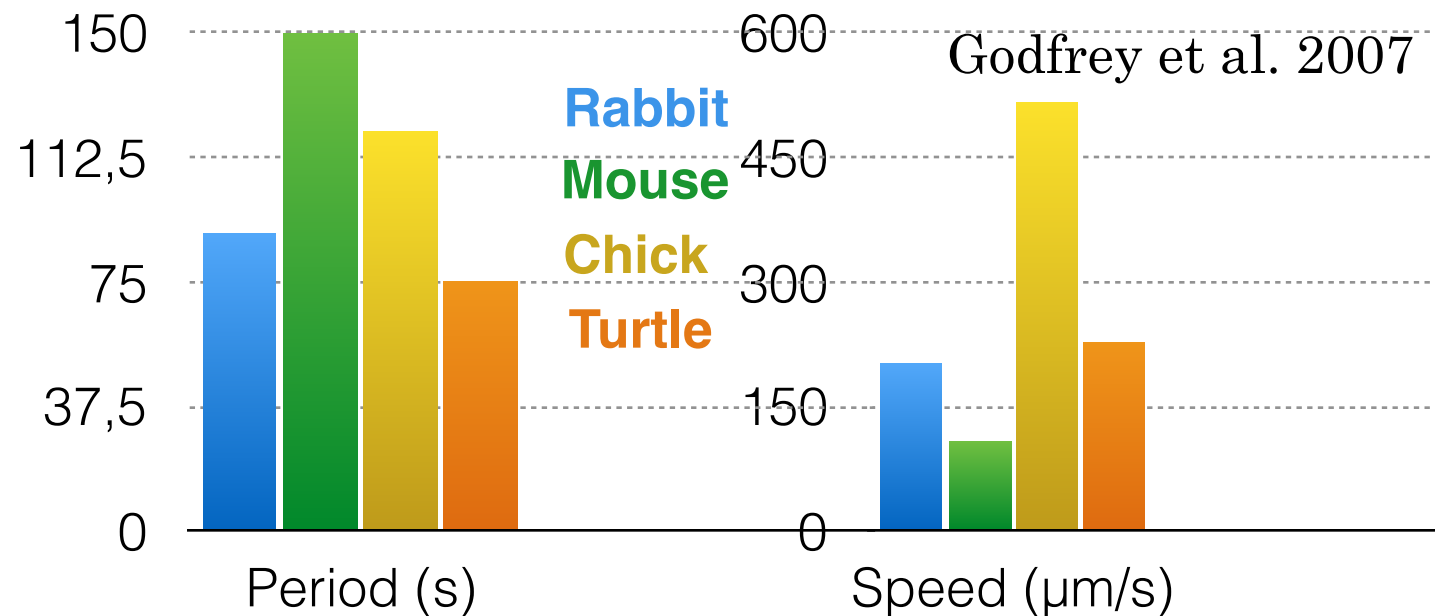 150
112,5
75
37,5
0
Period (s)
Rabbit
Mouse
Chick
Turtle
600
450
300
150
0
Speed (µm/s)
Godfrey et al. 2007